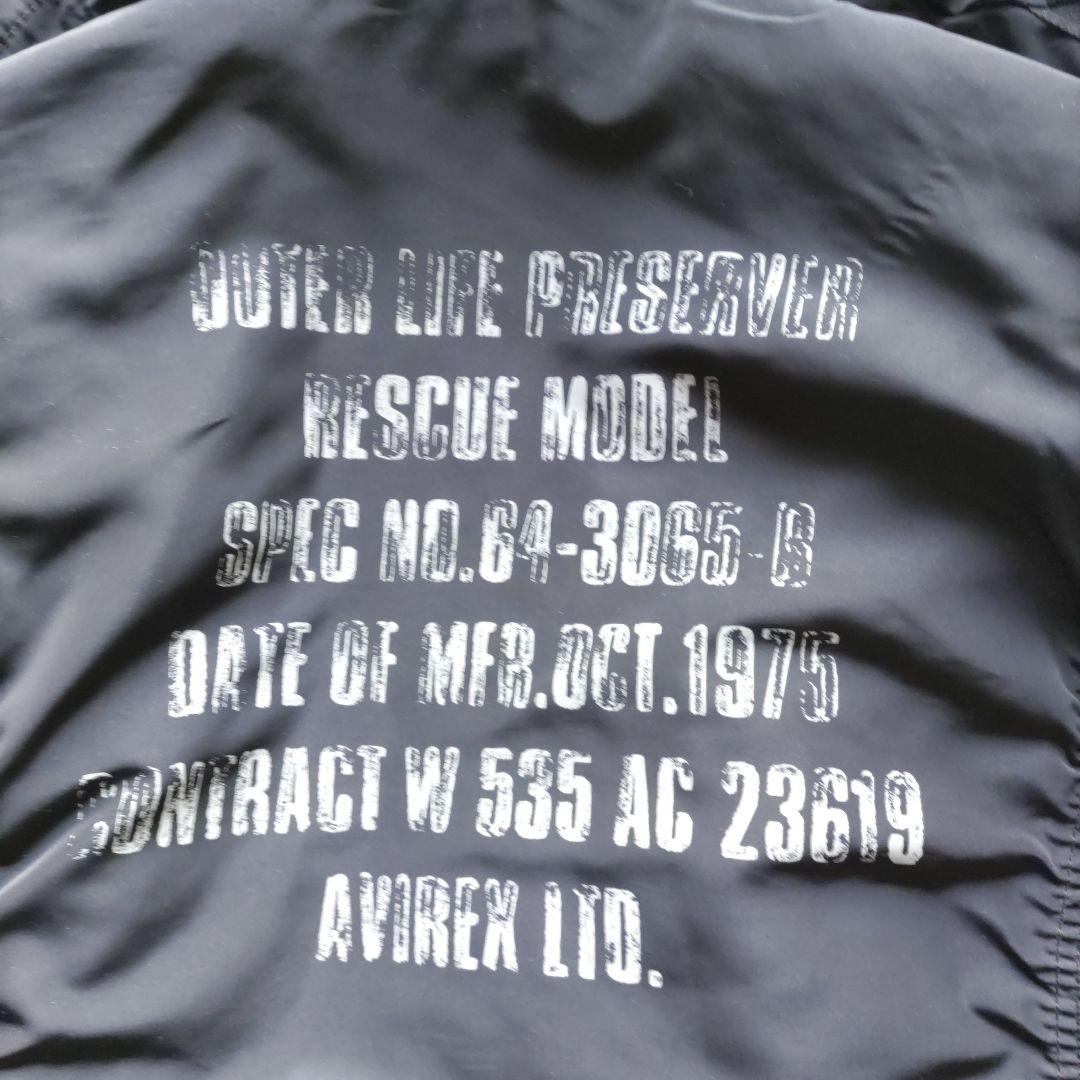 OUTER LIFE PRESERVER
RESCUE MODEL
SPEC NO.64-3065-B
DATE OF MFR.OCT.1975
CONTRACT W 535 AC 23619
AVIREX LTD.